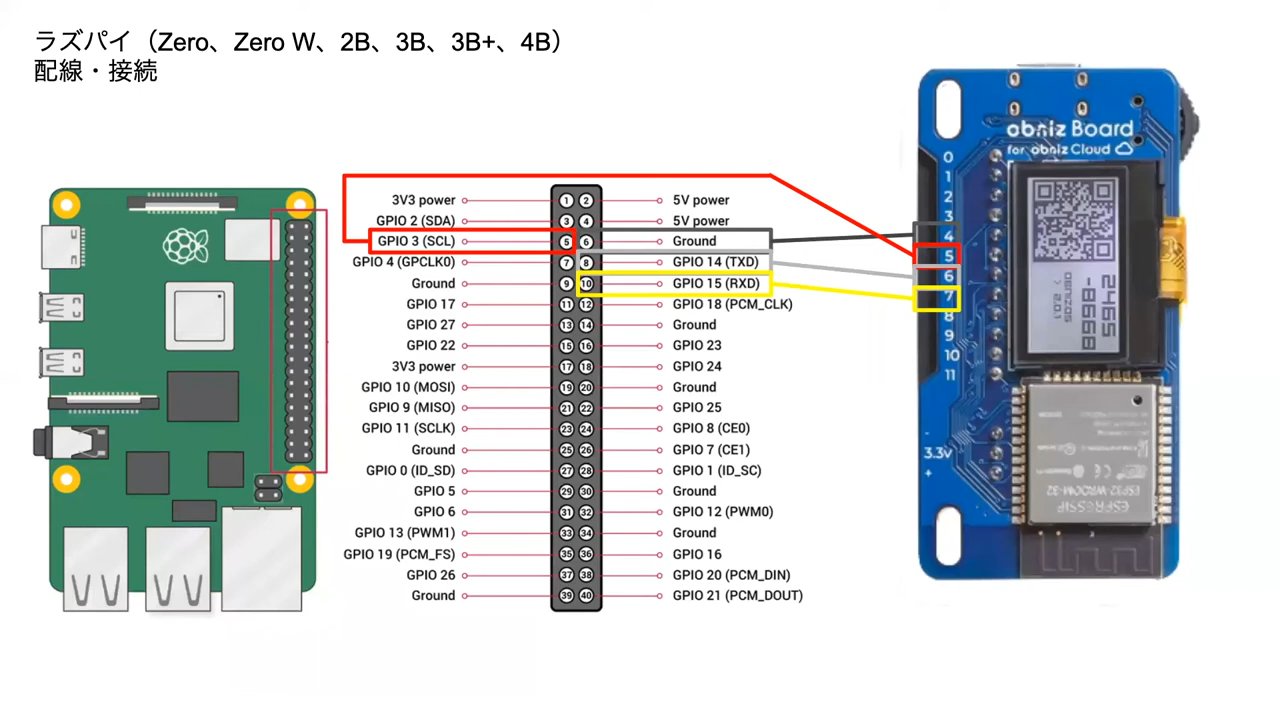 ラズパイ（Zero、Zero W、2B、3B、3B+、4B）
配線・接続
3V3 power 1 2 5V power
GPIO 2 (SDA) 3 4 5V power
GPIO 3 (SCL) 5 6 Ground
GPIO 4 (GPCLK0) 7 8 GPIO 14 (TXD)
Ground 9 10 GPIO 15 (RXD)
GPIO 17 11 12 GPIO 18 (PCM_CLK)
GPIO 27 13 14 Ground
GPIO 22 15 16 GPIO 23
3V3 power 17 18 GPIO 24
GPIO 10 (MOSI) 19 20 Ground
GPIO 9 (MISO) 21 22 GPIO 25
GPIO 11 (SCLK) 23 24 GPIO 8 (CE0)
Ground 25 26 GPIO 7 (CE1)
GPIO 0 (ID_SD) 27 28 GPIO 1 (ID_SC)
GPIO 5 29 30 Ground
GPIO 6 31 32 GPIO 12 (PWM0)
GPIO 13 (PWM1) 33 34 Ground
GPIO 19 (PCM_FS) 35 36 GPIO 16
GPIO 26 37 38 GPIO 20 (PCM_DIN)
Ground 39 40 GPIO 21 (PCM_DOUT)
obniz Board
for obniz Cloud
0
1
2
3
4
5
6
7
8
9
10
11
-
3.3v
+
2465
-8668
obnizOS
> 2.0.1
ESPRESSIF
ESP32-WROOM-32